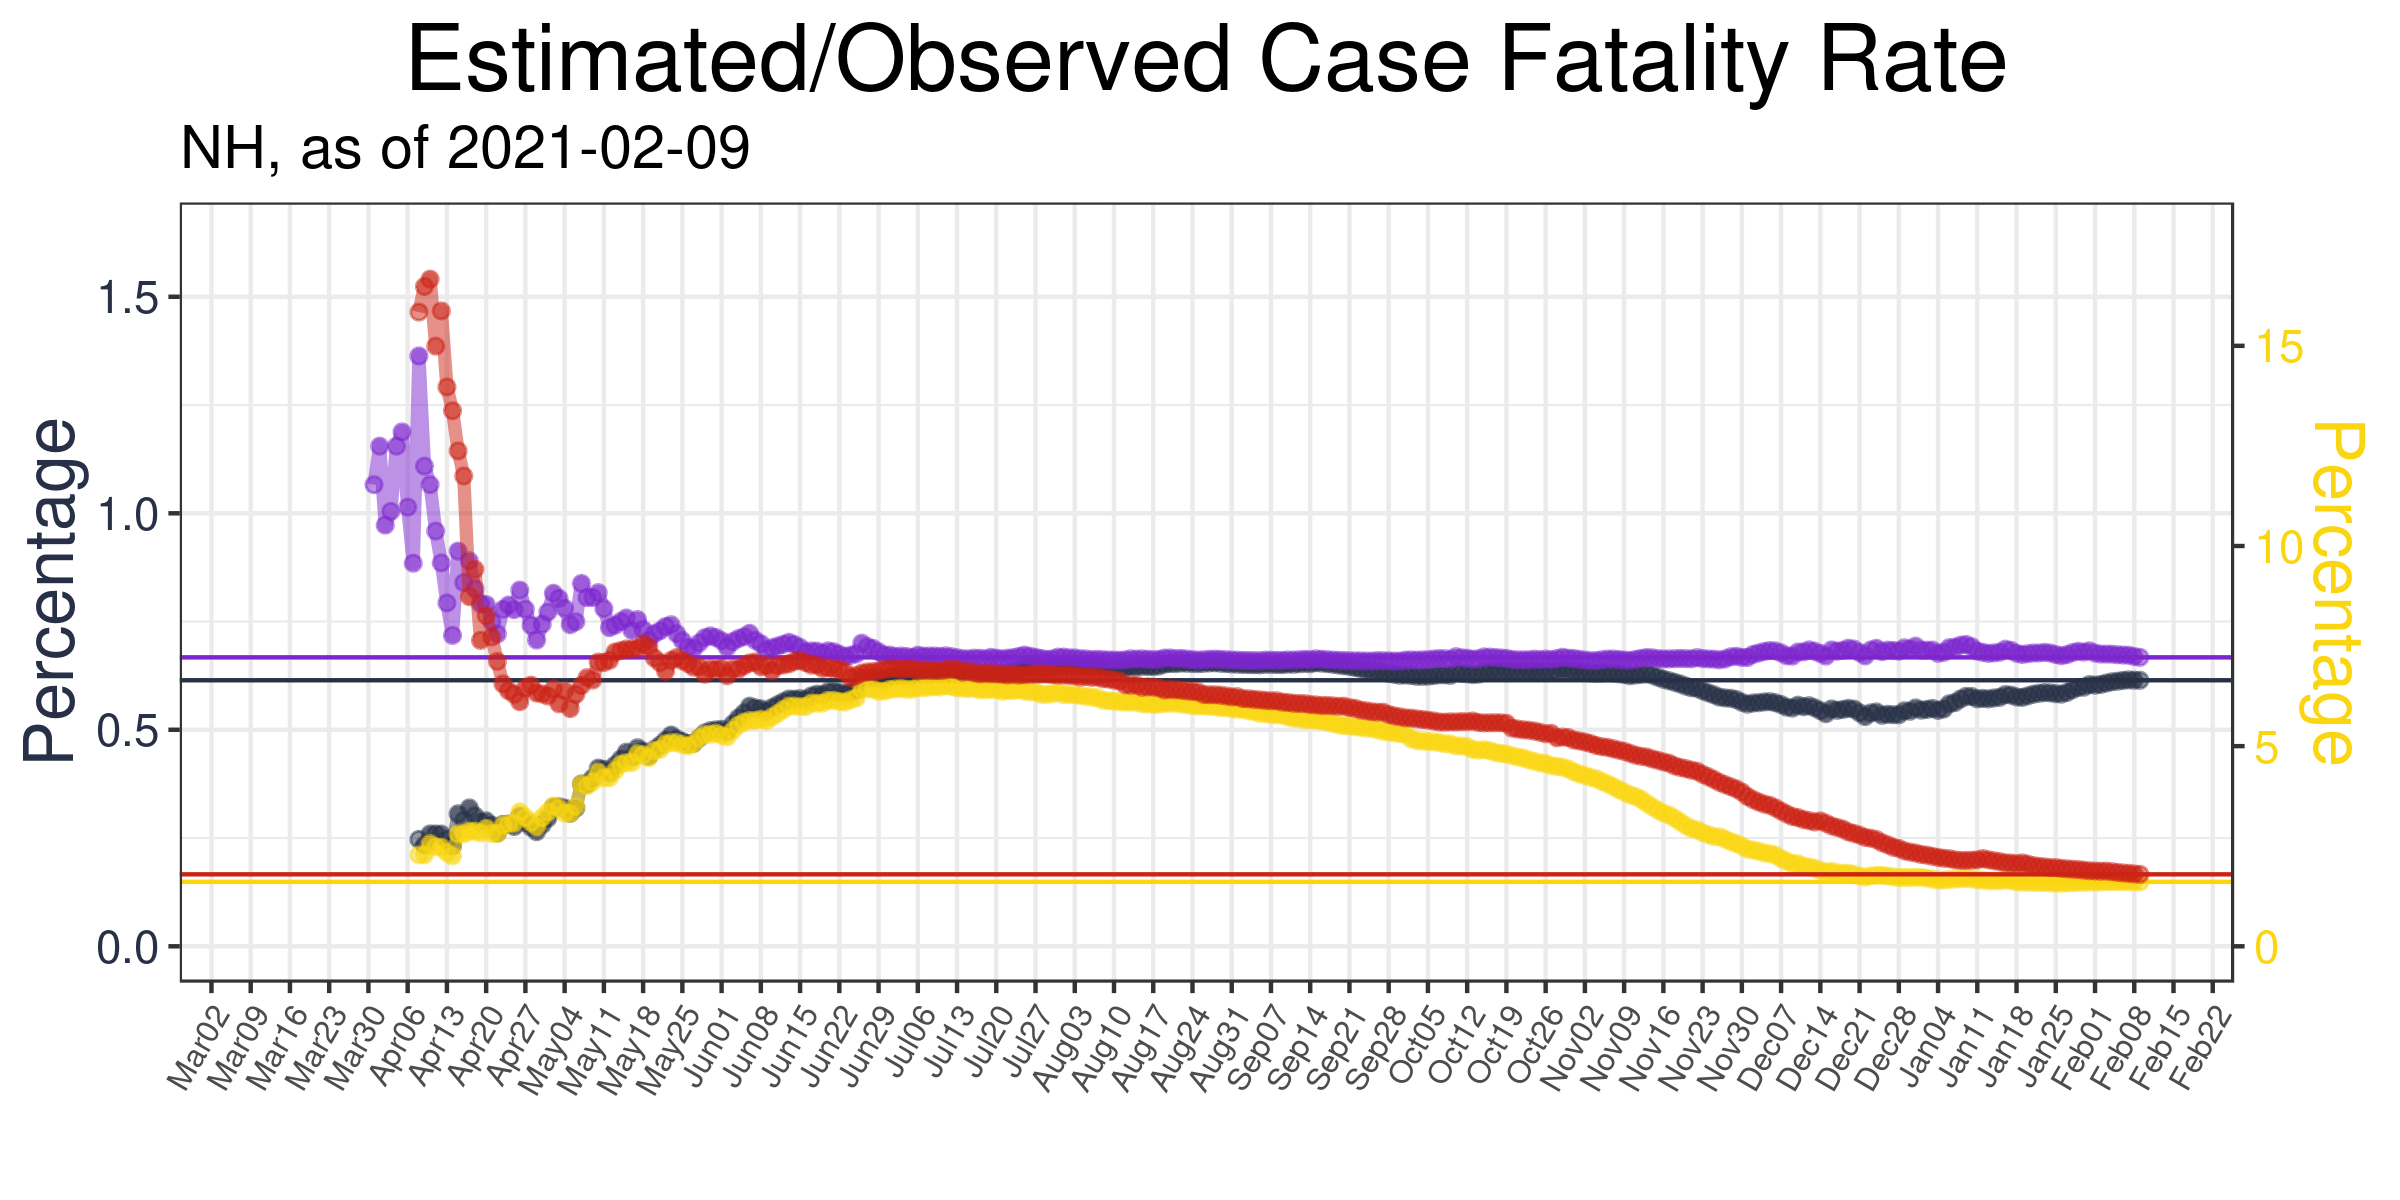 Estimated/Observed Case Fatality Rate
NH, as of 2021-02-09
Percentage
1.5
1.0
0.5
0.0
15
10
5
0
Percentage
Mar02
Mar09
Mar16
Mar23
Mar30
Apr06
Apr13
Apr20
Apr27
May04
May11
May18
May25
Jun01
Jun08
Jun15
Jun22
Jun29
Jul06
Jul13
Jul20
Jul27
Aug03
Aug10
Aug17
Aug24
Aug31
Sep07
Sep14
Sep21
Sep28
Oct05
Oct12
Oct19
Oct26
Nov02
Nov09
Nov16
Nov23
Nov30
Dec07
Dec14
Dec21
Dec28
Jan04
Jan11
Jan18
Jan25
Feb01
Feb08
Feb15
Feb22